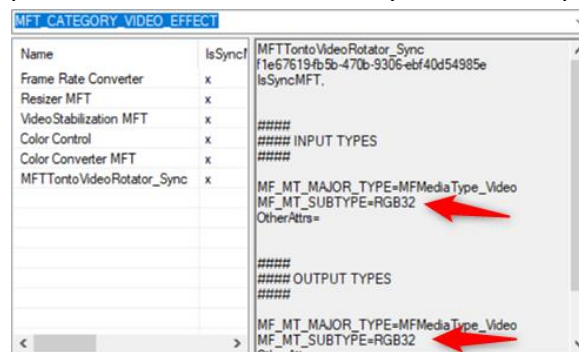 MFT_CATEGORY_VIDEO_EFFECT
Name IsSyncM
Frame Rate Converter x
Resizer MFT x
VideoStabilization MFT x
Color Control x
Color Converter MFT x
MFTTontoVideoRotator_Sync x
MFTTontoVideoRotator_Sync
f1e67619-fb5b-470b-9306-ebf40d54985e
IsSyncMFT,
####
#### INPUT TYPES
####
MF_MT_MAJOR_TYPE=MFMediaType_Video
MF_MT_SUBTYPE=RGB32
OtherAttrs=
####
#### OUTPUT TYPES
####
MF_MT_MAJOR_TYPE=MFMediaType_Video
MF_MT_SUBTYPE=RGB32